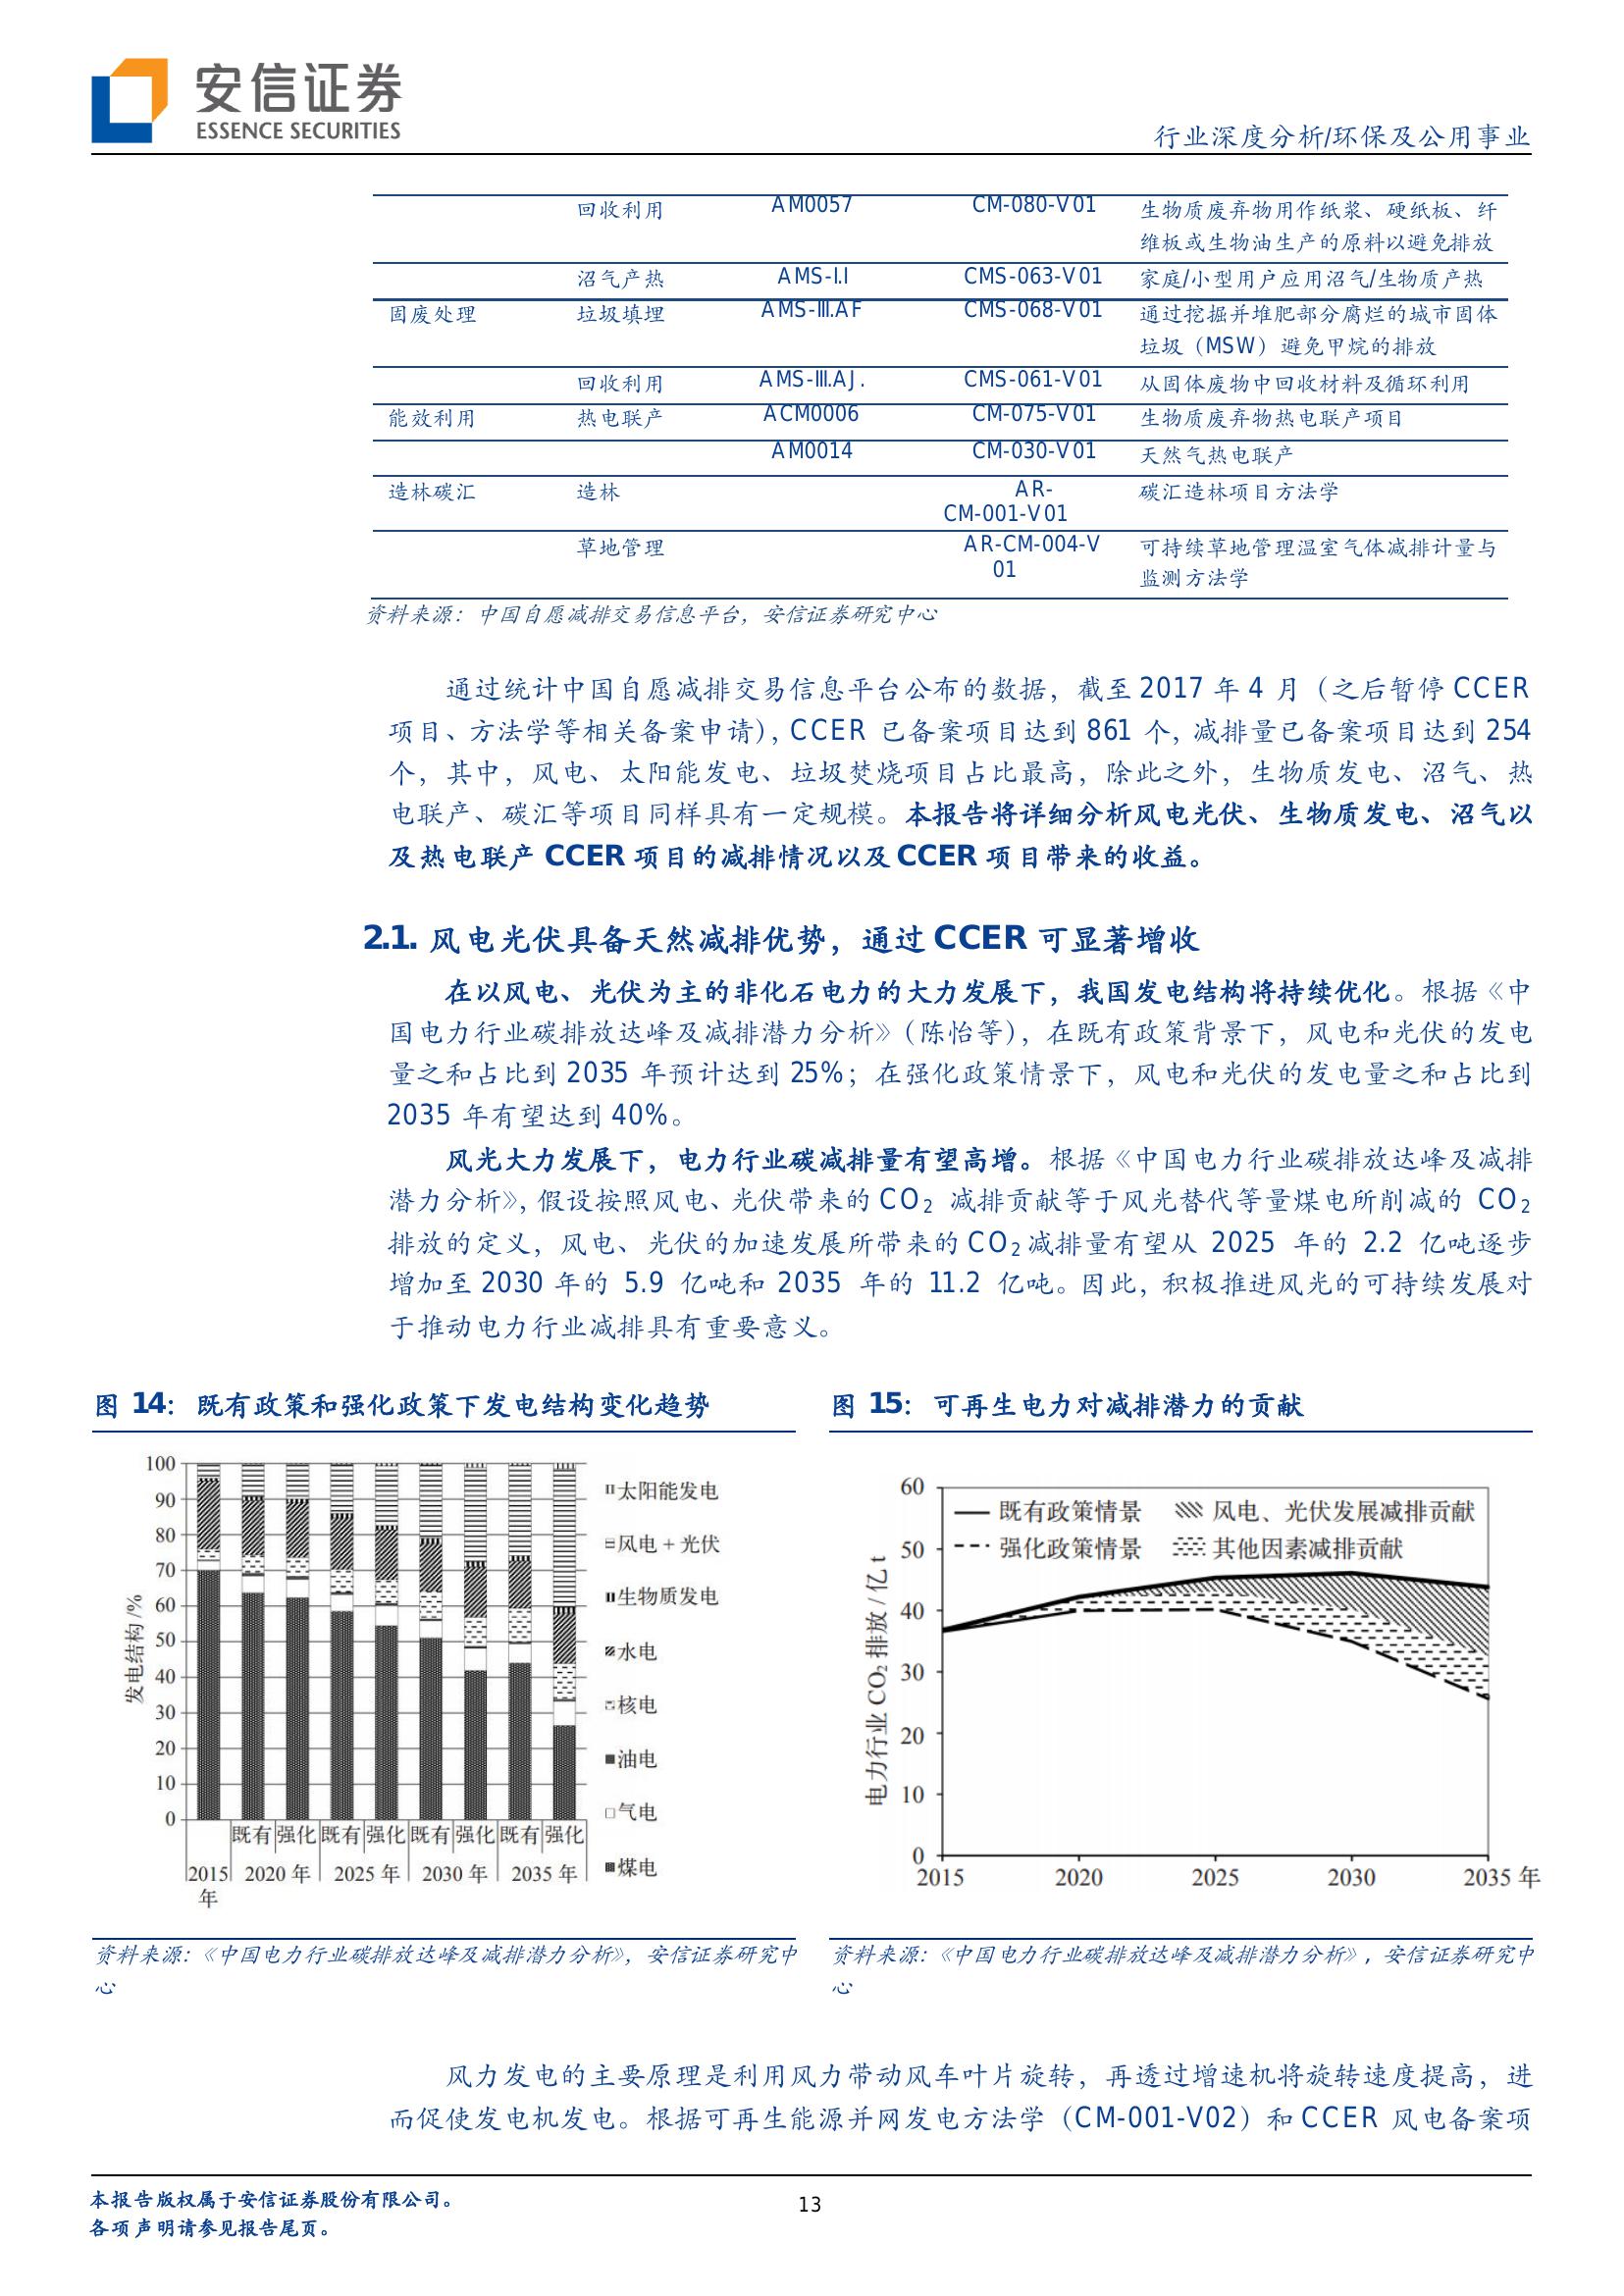 安信证券
ESSENCE SECURITIES
行业深度分析/环保及公用事业
回收利用 AM0057 CM-080-V01 生物质废弃物用作纸浆、硬纸板、纤
维板或生物油生产的原料以避免排放
沼气产热 AMS-I.I CMS-063-V01 家庭/小型用户应用沼气/生物质产热
固废处理 垃圾填埋 AMS-III.AF CMS-068-V01 通过挖掘并堆肥部分腐烂的城市固体
垃圾（MSW）避免甲烷的排放
回收利用 AMS-III.AJ. CMS-061-V01 从固体废物中回收材料及循环利用
能效利用 热电联产 ACM0006 CM-075-V01 生物质废弃物热电联产项目
AM0014 CM-030-V01 天然气热电联产
造林碳汇 造林 AR- 碳汇造林项目方法学
CM-001-V01
草地管理 AR-CM-004-V 可持续草地管理温室气体减排计量与
01 监测方法学
资料来源：中国自愿减排交易信息平台，安信证券研究中心
通过统计中国自愿减排交易信息平台公布的数据，截至 2017 年 4 月（之后暂停 CCER
项目、方法学等相关备案申请），CCER 已备案项目达到 861 个，减排量已备案项目达到 254
个，其中，风电、太阳能发电、垃圾焚烧项目占比最高，除此之外，生物质发电、沼气、热
电联产、碳汇等项目同样具有一定规模。本报告将详细分析风电光伏、生物质发电、沼气以
及热电联产 CCER 项目的减排情况以及 CCER 项目带来的收益。
2.1. 风电光伏具备天然减排优势，通过 CCER 可显著增收
在以风电、光伏为主的非化石电力的大力发展下，我国发电结构将持续优化。根据《中
国电力行业碳排放达峰及减排潜力分析》（陈怡等），在既有政策背景下，风电和光伏的发电
量之和占比到 2035 年预计达到 25%；在强化政策情景下，风电和光伏的发电量之和占比到
2035 年有望达到 40%。
风光大力发展下，电力行业碳减排量有望高增。根据《中国电力行业碳排放达峰及减排
潜力分析》，假设按照风电、光伏带来的 CO₂ 减排贡献等于风光替代等量煤电所削减的 CO₂
排放的定义，风电、光伏的加速发展所带来的 CO₂减排量有望从 2025 年的 2.2 亿吨逐步
增加至 2030 年的 5.9 亿吨和 2035 年的 11.2 亿吨。因此，积极推进风光的可持续发展对
于推动电力行业减排具有重要意义。
图 14：既有政策和强化政策下发电结构变化趋势
发电结构/%
100
90
80
70
60
50
40
30
20
10
0
既有 强化 既有 强化 既有 强化 既有 强化
2015 2020 年 2025 年 2030 年 2035 年
年
太阳能发电
风电 + 光伏
生物质发电
水电
核电
油电
气电
煤电
资料来源：《中国电力行业碳排放达峰及减排潜力分析》，安信证券研究中
心
图 15：可再生电力对减排潜力的贡献
电力行业 CO₂ 排放 / 亿 t
60
50
40
30
20
10
0
既有政策情景 风电、光伏发展减排贡献
强化政策情景 其他因素减排贡献
2015 2020 2025 2030 2035 年
资料来源：《中国电力行业碳排放达峰及减排潜力分析》，安信证券研究中
心
风力发电的主要原理是利用风力带动风车叶片旋转，再透过增速机将旋转速度提高，进
而促使发电机发电。根据可再生能源并网发电方法学（CM-001-V02）和 CCER 风电备案项
本报告版权属于安信证券股份有限公司。
各项声明请参见报告尾页。
13